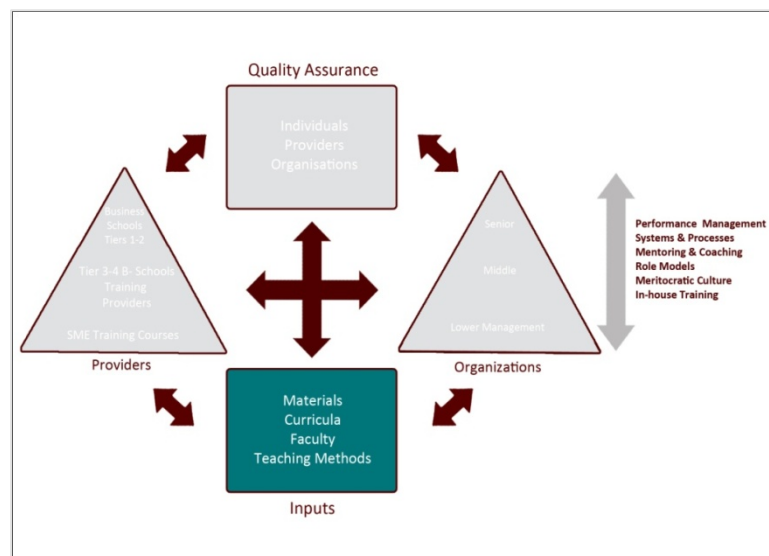 Quality Assurance
Individuals
Providers
Organisations
Business
Schools
Tiers 1-2
Tier 3-4 B- Schools
Training
Providers
SME Training Courses
Providers
Senior
Middle
Lower Management
Organizations
Performance Management
Systems & Processes
Mentoring & Coaching
Role Models
Meritocratic Culture
In-house Training
Materials
Curricula
Faculty
Teaching Methods
Inputs